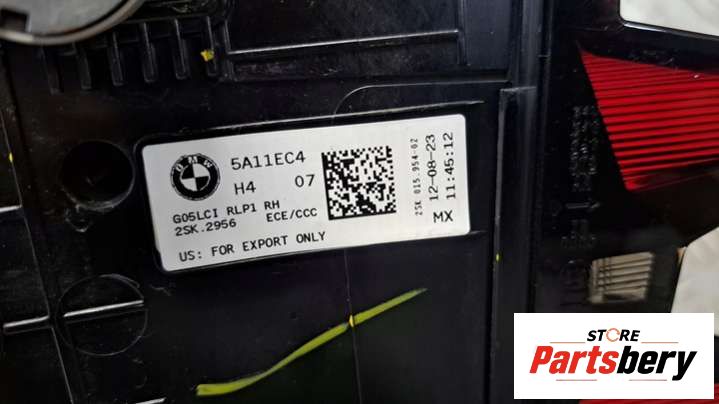 BMW
5A11EC4
H4 07
G05LCI RLP1 RH
2SK.2956 ECE/CCC
US: FOR EXPORT ONLY
2SK 015 954-02
12-08-23
MX 11:45:12
STORE
Partsbery